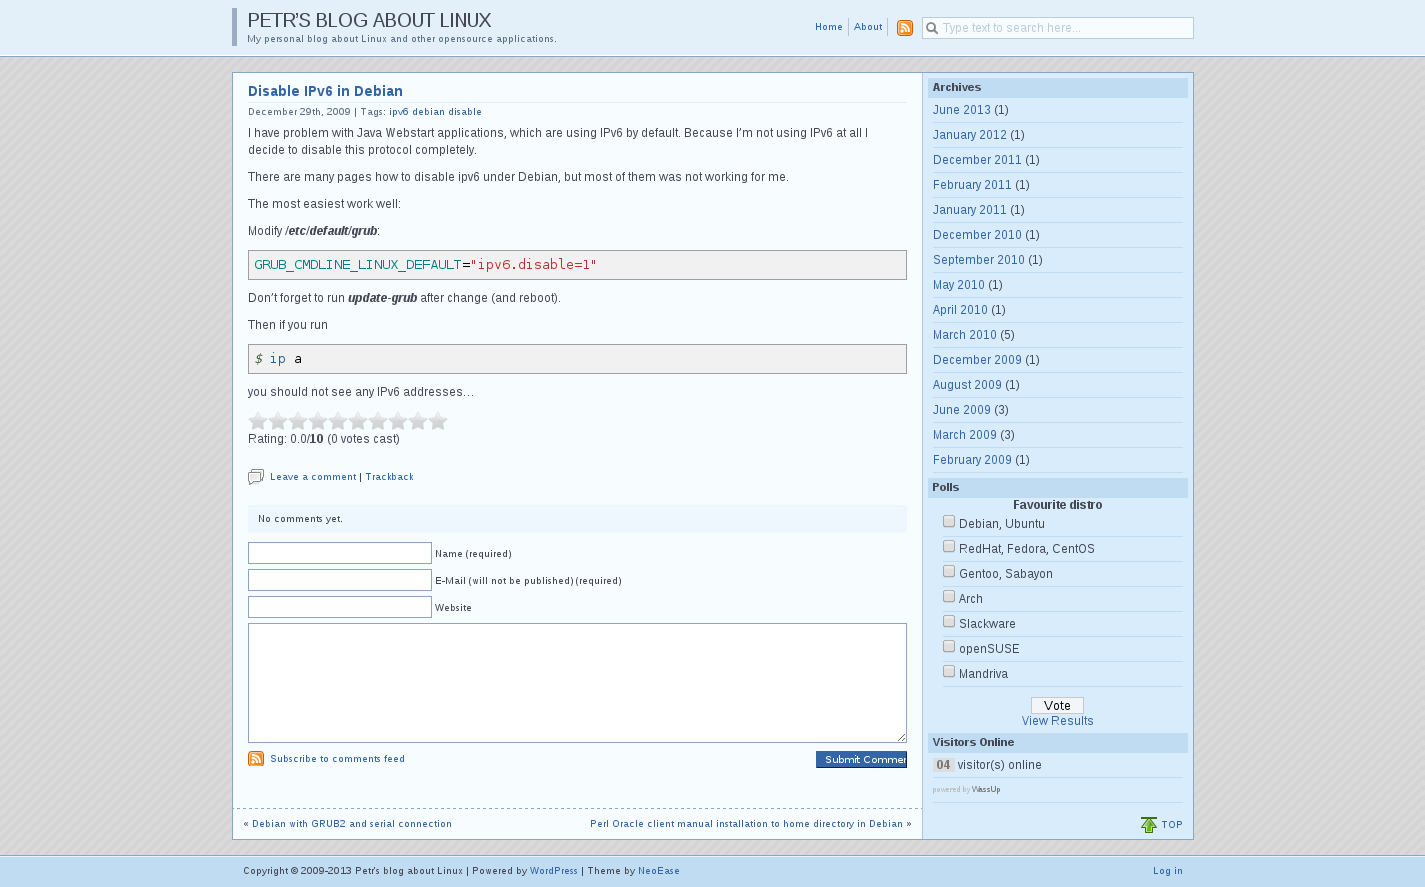 PETR'S BLOG ABOUT LINUX
My personal blog about Linux and other opensource applications.
Home
About
Type text to search here...
Disable IPv6 in Debian
December 29th, 2009 | Tags: ipv6 debian disable
I have problem with Java Webstart applications, which are using IPv6 by default. Because I'm not using IPv6 at all I
decide to disable this protocol completely.
There are many pages how to disable ipv6 under Debian, but most of them was not working for me.
The most easiest work well:
Modify /etc/default/grub:
GRUB_CMDLINE_LINUX_DEFAULT="ipv6.disable=1"
Don't forget to run update-grub after change (and reboot).
Then if you run
$ ip a
you should not see any IPv6 addresses...
Rating: 0.0/10 (0 votes cast)
Leave a comment | Trackback
No comments yet.
Name (required)
E-Mail (will not be published) (required)
Website
Subscribe to comments feed
Submit Commer
« Debian with GRUB2 and serial connection
Perl Oracle client manual installation to home directory in Debian »
Archives
June 2013 (1)
January 2012 (1)
December 2011 (1)
February 2011 (1)
January 2011 (1)
December 2010 (1)
September 2010 (1)
May 2010 (1)
April 2010 (1)
March 2010 (5)
December 2009 (1)
August 2009 (1)
June 2009 (3)
March 2009 (3)
February 2009 (1)
Polls
Favourite distro
Debian, Ubuntu
RedHat, Fedora, CentOS
Gentoo, Sabayon
Arch
Slackware
openSUSE
Mandriva
Vote
View Results
Visitors Online
04 visitor(s) online
powered by WassUp
TOP
Copyright © 2009-2013 Petr's blog about Linux | Powered by WordPress | Theme by NeoEase
Log in